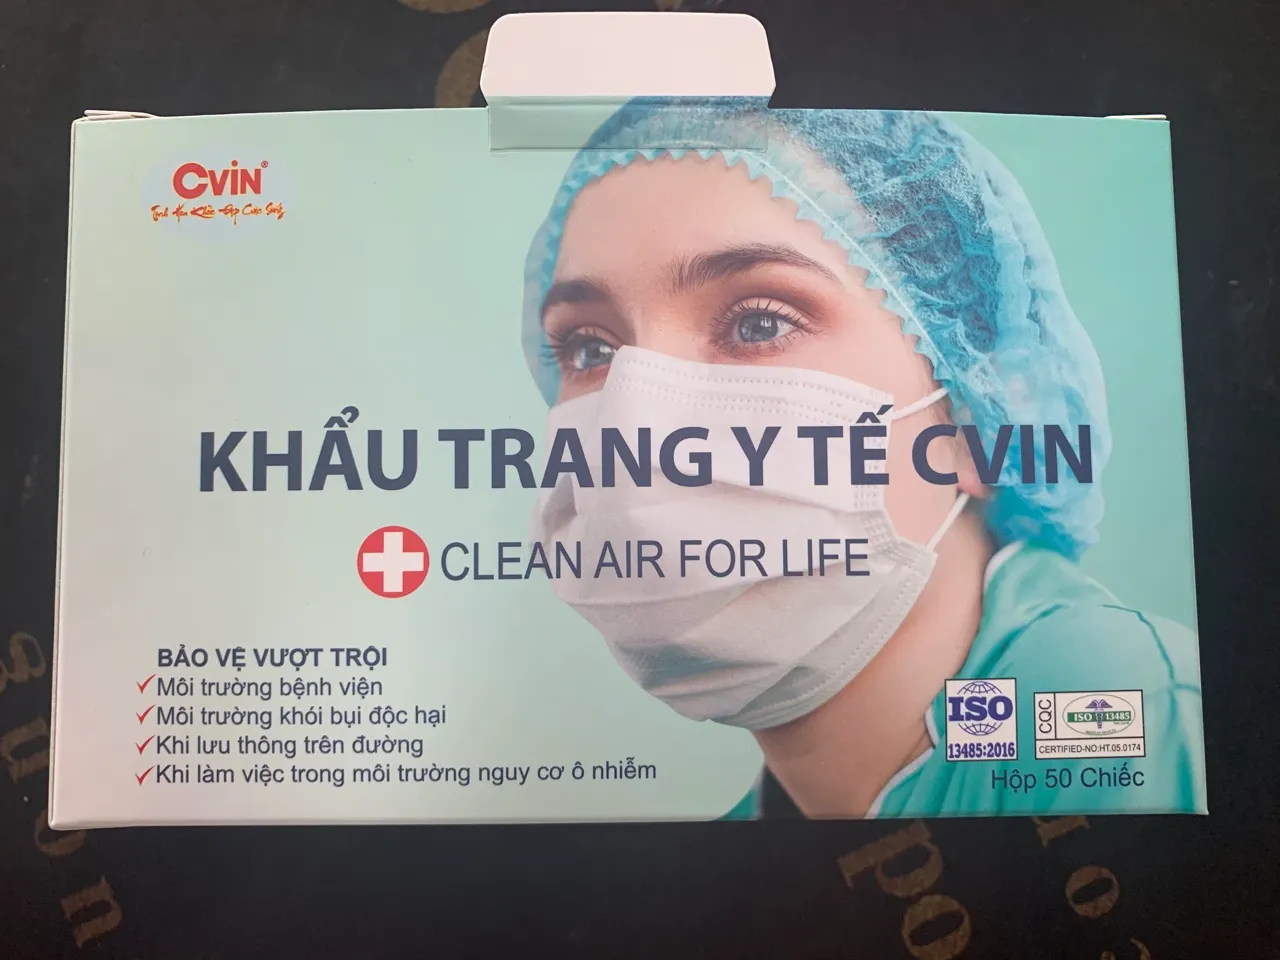 CVIN®
KHẨU TRANG Y TẾ CVIN
CLEAN AIR FOR LIFE
BẢO VỆ VƯỢT TRỘI
Môi trường bệnh viện
Môi trường khói bụi độc hại
Khi lưu thông trên đường
Khi làm việc trong môi trường nguy cơ ô nhiễm
ISO
13485:2016
CQC
ISO 13485
CERTIFIED-NO:HT.05.0174
Hộp 50 Chiếc